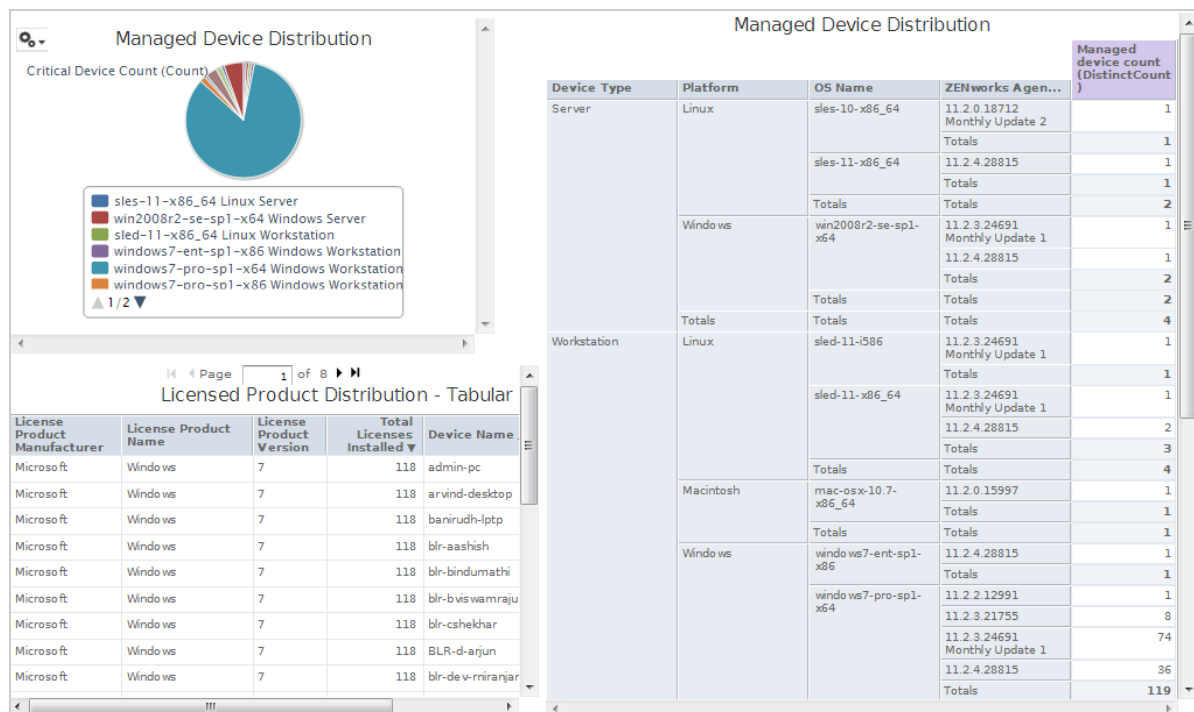 Managed Device Distribution
Critical Device Count (Count)
sles-11-x86_64 Linux Server
win2008r2-se-sp1-x64 Windows Server
sled-11-x86_64 Linux Workstation
windows7-ent-sp1-x86 Windows Workstation
windows7-pro-sp1-x64 Windows Workstation
windows7-pro-sp1-x86 Windows Workstation
1/2
Page 1 of 8
Licensed Product Distribution - Tabular
License Product Manufacturer License Product Name License Product Version Total Licenses Installed ▼ Device Name
Microsoft Windows 7 118 admin-pc
Microsoft Windows 7 118 arvind-desktop
Microsoft Windows 7 118 banirudh-lptp
Microsoft Windows 7 118 blr-aashish
Microsoft Windows 7 118 blr-bindumathi
Microsoft Windows 7 118 blr-bviswamraju
Microsoft Windows 7 118 blr-cshekhar
Microsoft Windows 7 118 BLR-d-arjun
Microsoft Windows 7 118 blr-dev-rniranjar
Managed Device Distribution
Device Type Platform OS Name ZENworks Agen... Managed device count (DistinctCount)
Server Linux sles-10-x86_64 11.2.0.18712 Monthly Update 2 1
Totals 1
sles-11-x86_64 11.2.4.28815 1
Totals 1
Totals Totals 2
Windows win2008r2-se-sp1-x64 11.2.3.24691 Monthly Update 1 1
11.2.4.28815 1
Totals 2
Totals Totals 2
Totals Totals Totals 4
Workstation Linux sled-11-i586 11.2.3.24691 Monthly Update 1 1
Totals 1
sled-11-x86_64 11.2.3.24691 Monthly Update 1 1
11.2.4.28815 2
Totals 3
Totals Totals 4
Macintosh mac-osx-10.7-x86_64 11.2.0.15997 1
Totals 1
Totals Totals 1
Windows windows7-ent-sp1-x86 11.2.4.28815 1
Totals 1
windows7-pro-sp1-x64 11.2.2.12991 1
11.2.3.21755 8
11.2.3.24691 Monthly Update 1 74
11.2.4.28815 36
Totals 119